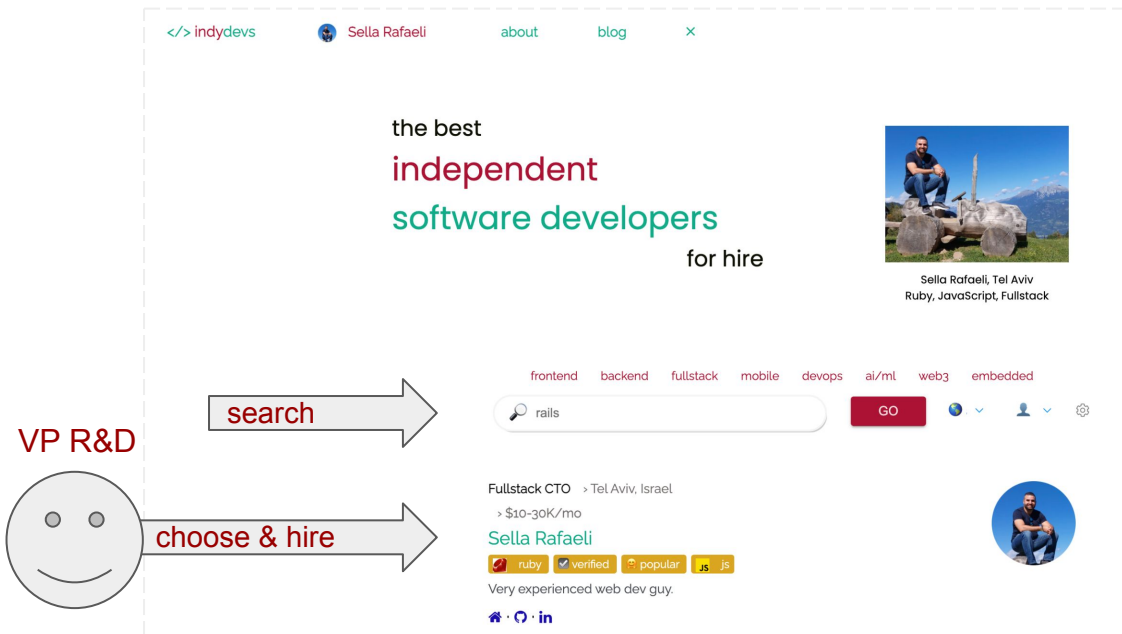 </> indydevs Sella Rafaeli about blog ×
the best
independent
software developers
for hire
Sella Rafaeli, Tel Aviv
Ruby, JavaScript, Fullstack
frontend backend fullstack mobile devops ai/ml web3 embedded
search
rails GO
VP R&D
Fullstack CTO › Tel Aviv, Israel
› $10-30K/mo
choose & hire
Sella Rafaeli
ruby verified popular JS js
Very experienced web dev guy.
in